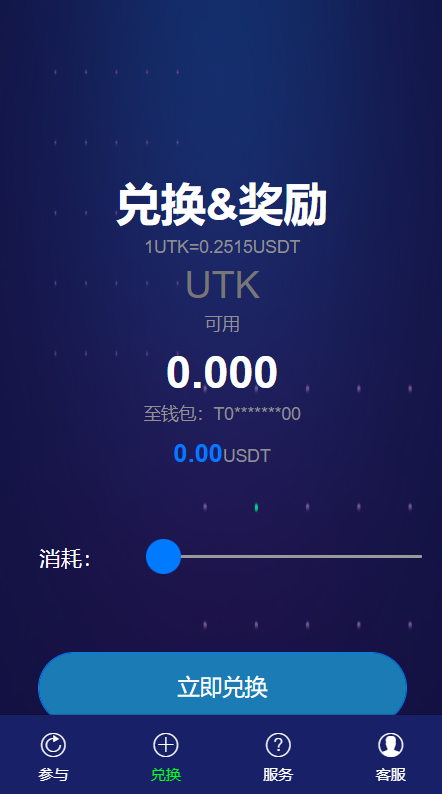 兑换&奖励
1UTK=0.2515USDT
UTK
可用
0.000
至钱包：T0*******00
0.00USDT
消耗：
立即兑换
参与
兑换
服务
客服